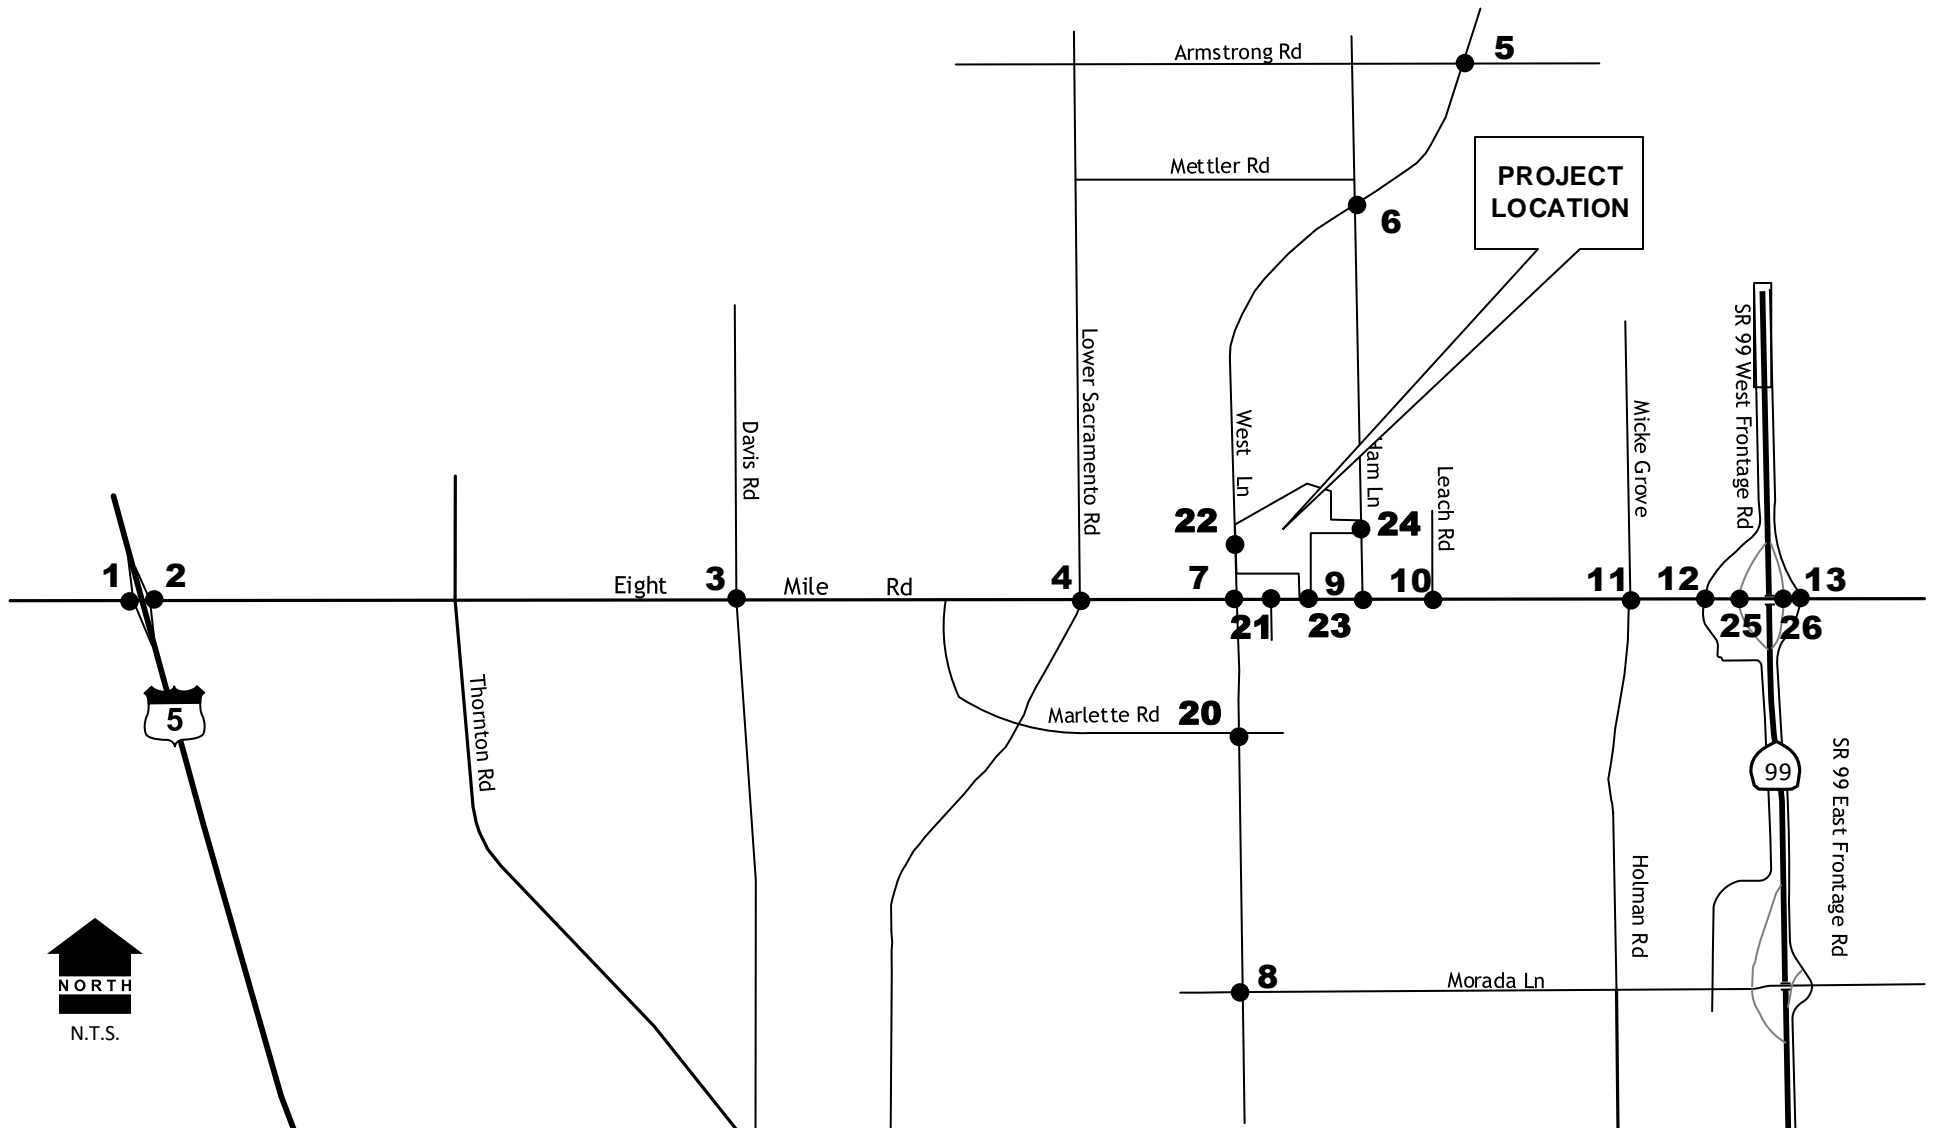 Armstrong Rd
5
Mettler Rd
PROJECT
LOCATION
6
SR 99 West Frontage Rd
Lower Sacramento Rd
Micke Grove
West Ln
Davis Rd
Leach Rd
22
24
1
2
3
4
7
9
10
11
12
13
Eight Mile Rd
21
23
25
26
Thornton Rd
5
Marlette Rd
20
99
SR 99 East Frontage Rd
Holman Rd
8
Morada Ln
NORTH
N.T.S.